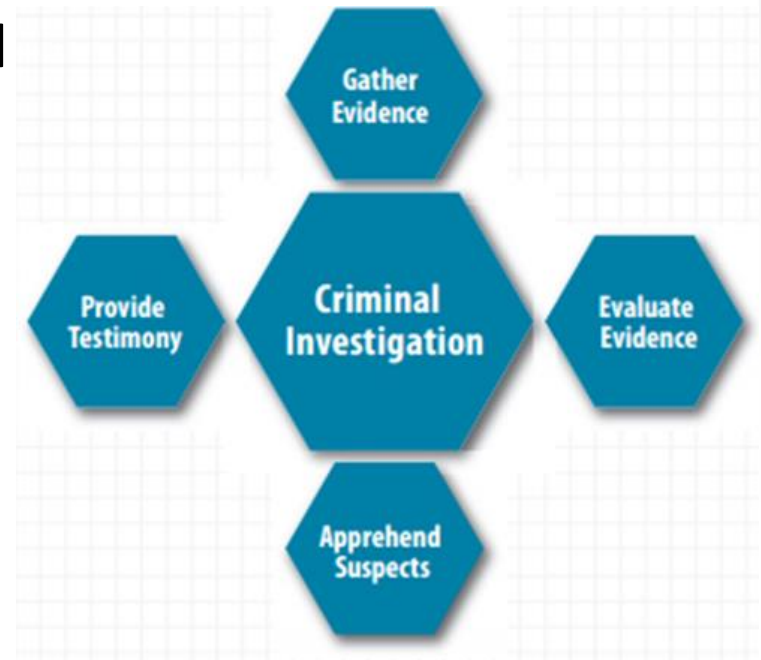 Gather
Evidence
Provide
Testimony
Criminal
Investigation
Evaluate
Evidence
Apprehend
Suspects